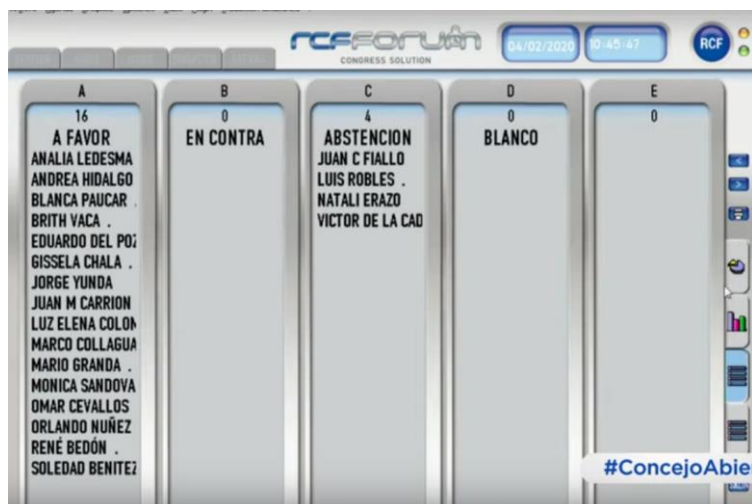 rcf FORUM
CONGRESS SOLUTION
04/02/2020
10:45:47
RCF
A
16
A FAVOR
ANALIA LEDESMA
ANDREA HIDALGO
BLANCA PAUCAR .
BRITH VACA .
EDUARDO DEL POZ
GISSELA CHALA .
JORGE YUNDA
JUAN M CARRION
LUZ ELENA COLOM
MARCO COLLAGUA
MARIO GRANDA .
MONICA SANDOVA
OMAR CEVALLOS
ORLANDO NUÑEZ
RENÉ BEDÓN .
SOLEDAD BENITEZ
B
0
EN CONTRA
C
4
ABSTENCION
JUAN C FIALLO
LUIS ROBLES .
NATALI ERAZO
VICTOR DE LA CAD
D
0
BLANCO
E
0
#ConcejoAbie